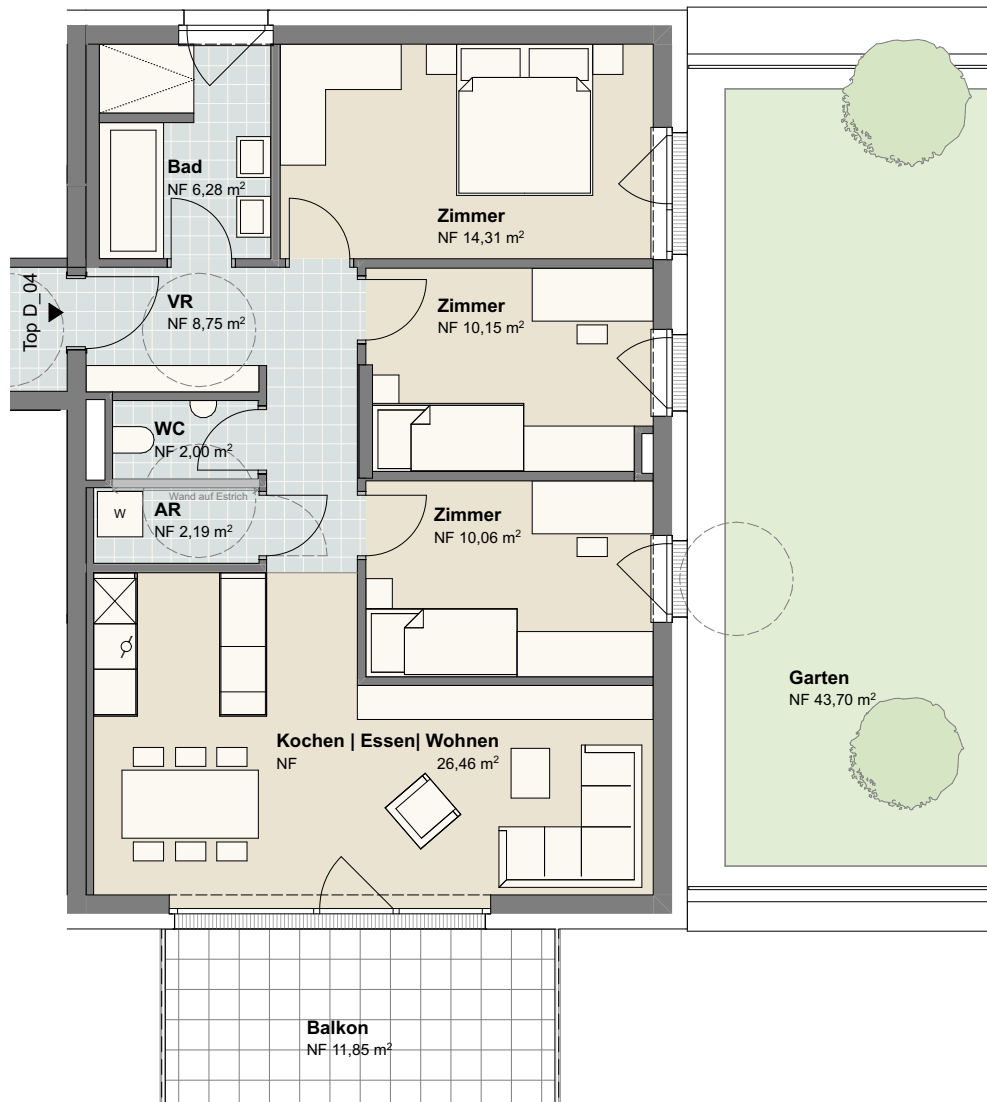 Bad
NF 6,28 m²
Zimmer
NF 14,31 m²
Top D_04
VR
NF 8,75 m²
Zimmer
NF 10,15 m²
WC
NF 2,00 m²
Wand auf Estrich
W
AR
NF 2,19 m²
Zimmer
NF 10,06 m²
Garten
NF 43,70 m²
Kochen | Essen| Wohnen
NF 26,46 m²
Balkon
NF 11,85 m²